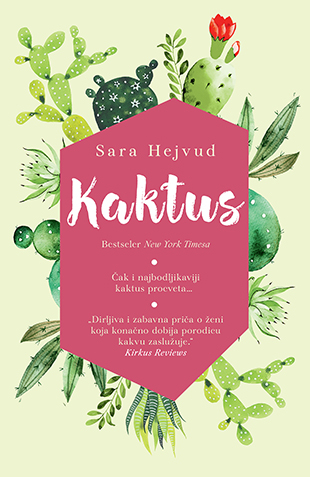 Sara Hejvud
Kaktus
Bestseler New York Timesa
Čak i najbodljikaviji
kaktus procveta...
„Dirljiva i zabavna priča o ženi
koja konačno dobija porodicu
kakvu zaslužuje.”
Kirkus Reviews